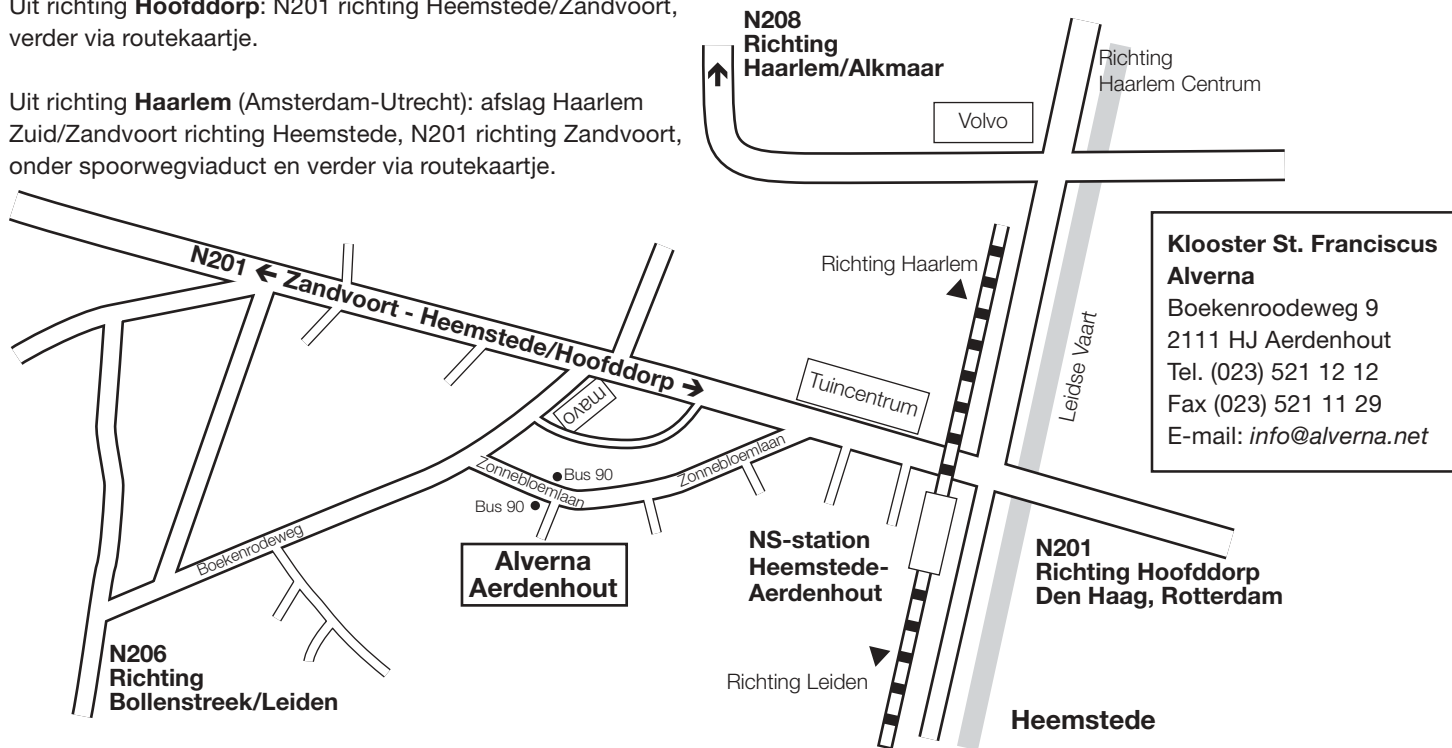 Uit richting Hoofddorp: N201 richting Heemstede/Zandvoort,
verder via routekaartje.
Uit richting Haarlem (Amsterdam-Utrecht): afslag Haarlem
Zuid/Zandvoort richting Heemstede, N201 richting Zandvoort,
onder spoorwegviaduct en verder via routekaartje.
N208
Richting
Haarlem/Alkmaar
Richting
Haarlem Centrum
Volvo
Klooster St. Franciscus
Alverna
Boekenroodeweg 9
2111 HJ Aerdenhout
Tel. (023) 521 12 12
Fax (023) 521 11 29
E-mail: info@alverna.net
Richting Haarlem
Leidse Vaart
N201 ← Zandvoort - Heemstede/Hoofddorp →
Tuincentrum
mavo
Zonnebloemlaan
Zonnebloemlaan
Bus 90
Bus 90
Boekenrodeweg
Alverna
Aerdenhout
NS-station
Heemstede-
Aerdenhout
N201
Richting Hoofddorp
Den Haag, Rotterdam
N206
Richting
Bollenstreek/Leiden
Richting Leiden
Heemstede